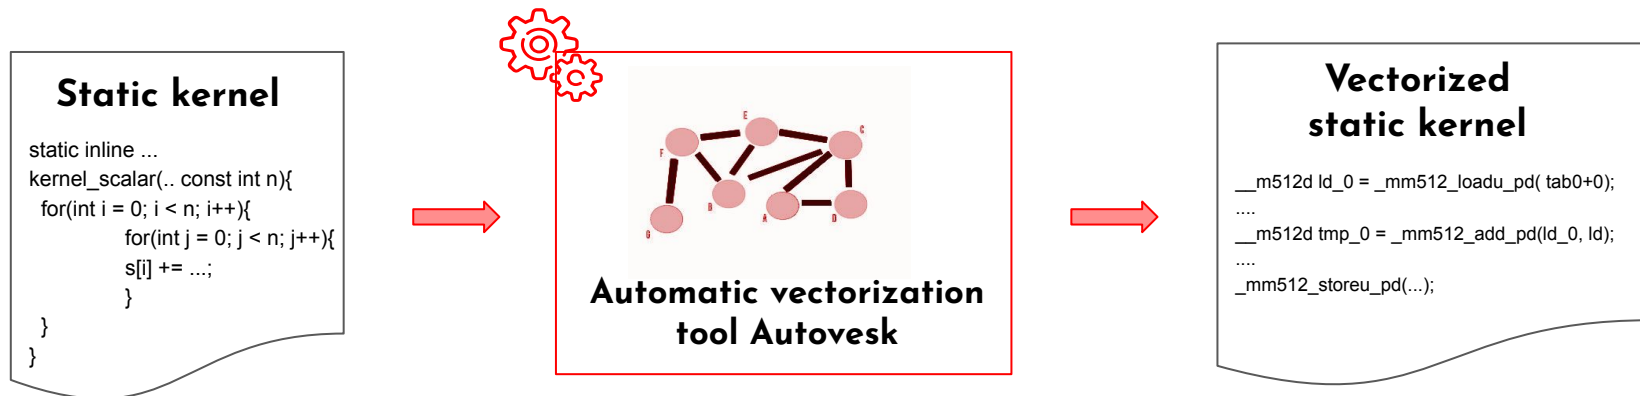 Static kernel
static inline ...
kernel_scalar(.. const int n){
for(int i = 0; i < n; i++){
for(int j = 0; j < n; j++){
s[i] += ...;
}
}
}
E
C
F
B
A
D
G
Automatic vectorization
tool Autovesk
Vectorized
static kernel
__m512d ld_0 = _mm512_loadu_pd( tab0+0);
....
__m512d tmp_0 = _mm512_add_pd(ld_0, ld);
....
_mm512_storeu_pd(...);